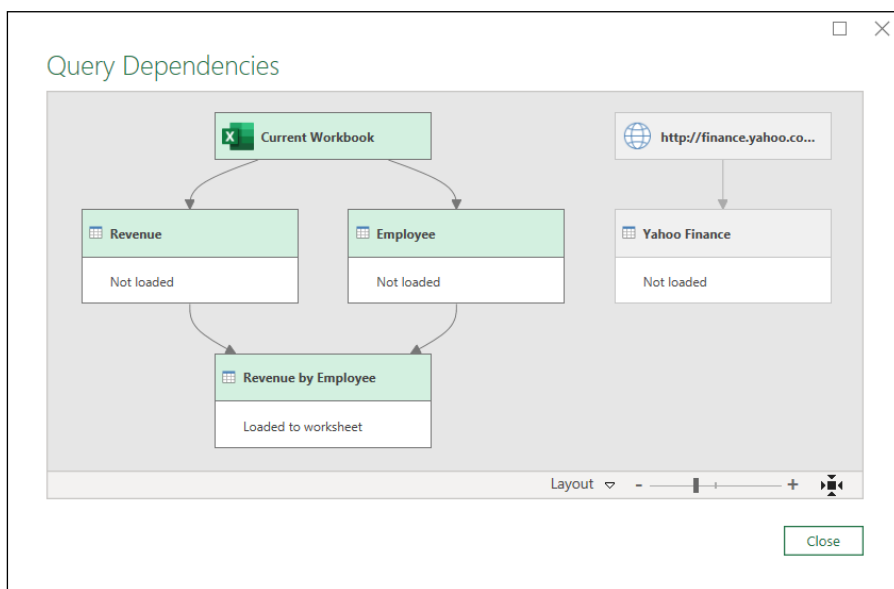 Query Dependencies
Current Workbook
http://finance.yahoo.co...
Revenue
Not loaded
Employee
Not loaded
Yahoo Finance
Not loaded
Revenue by Employee
Loaded to worksheet
Layout
Close